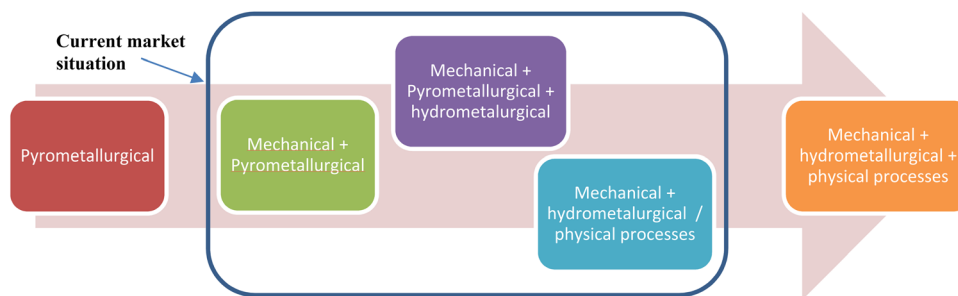 Current market
situation
Pyrometallurgical
Mechanical +
Pyrometallurgical
Mechanical +
Pyrometallurgical +
hydrometalurgical
Mechanical +
hydrometalurgical /
physical processes
Mechanical +
hydrometallurgical +
physical processes